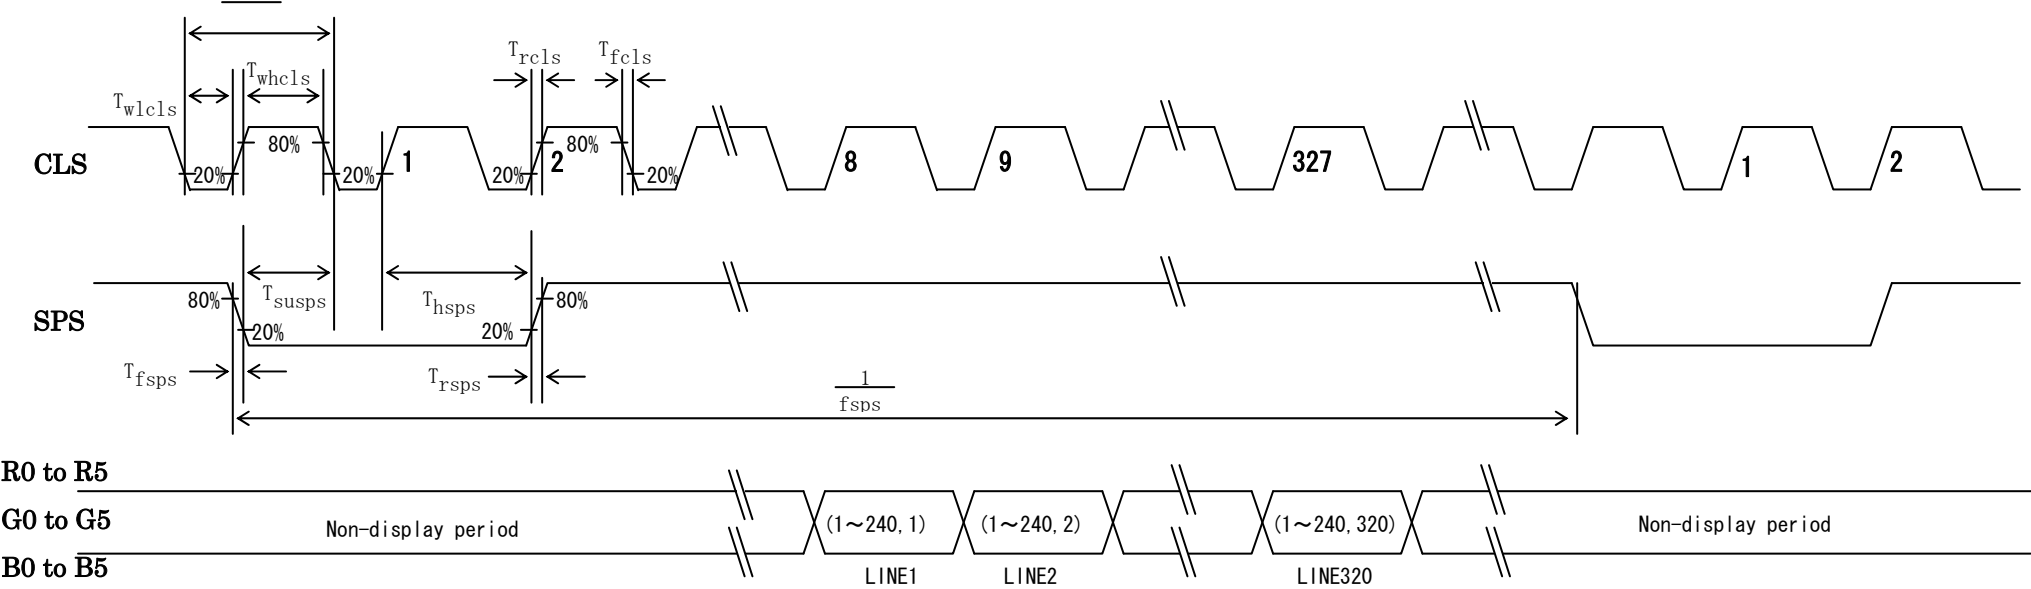 Trcls Tfcls
Twhcls
Twlcls
CLS 20% 80% 20% 1 20% 2 80% 20% 8 9 327 1 2
SPS 80% Tsusps 20% Thsps 20% 80%
Tfsps Trsps
1
fsps
R0 to R5
G0 to G5 Non-display period (1～240,1) (1～240,2) (1～240,320) Non-display period
B0 to B5
LINE1 LINE2 LINE320